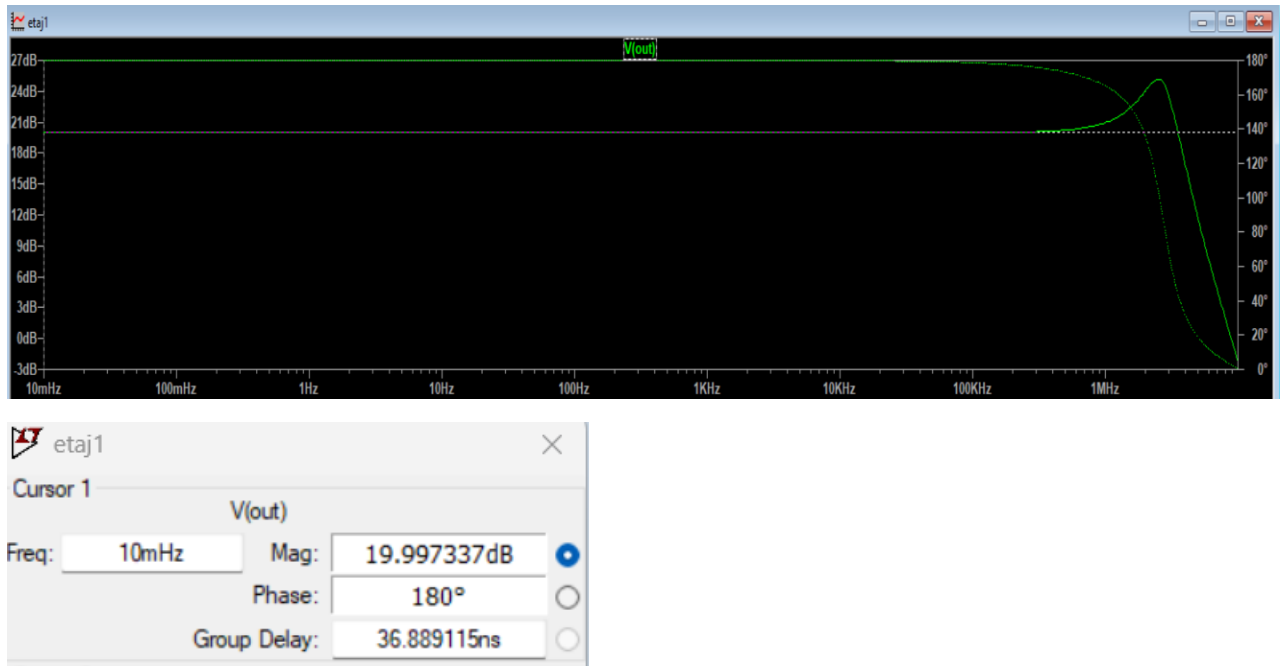 etaj1
V(out)
27dB
24dB
21dB
18dB
15dB
12dB
9dB
6dB
3dB
0dB
-3dB
180°
160°
140°
120°
100°
80°
60°
40°
20°
0°
10mHz 100mHz 1Hz 10Hz 100Hz 1KHz 10KHz 100KHz 1MHz
etaj1
Cursor 1
V(out)
Freq: 10mHz Mag: 19.997337dB
Phase: 180°
Group Delay: 36.889115ns